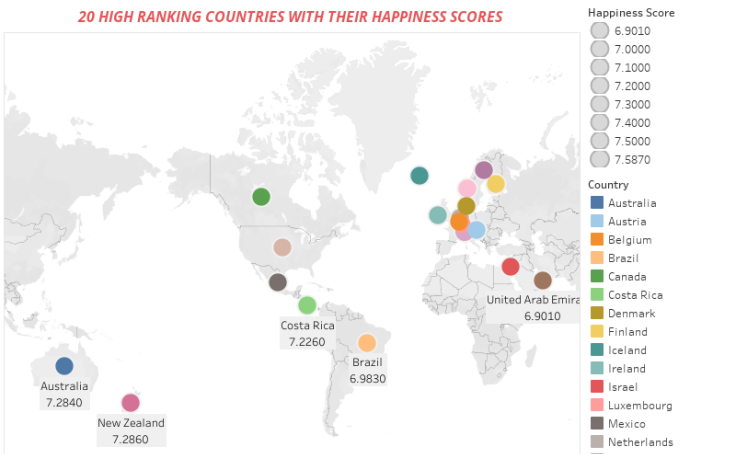 20 HIGH RANKING COUNTRIES WITH THEIR HAPPINESS SCORES
Happiness Score
6.9010
7.0000
7.1000
7.2000
7.3000
7.4000
7.5000
7.5870
Country
Australia
Austria
Belgium
Brazil
Canada
Costa Rica
Denmark
Finland
Iceland
Ireland
Israel
Luxembourg
Mexico
Netherlands
United Arab Emira
6.9010
Costa Rica
7.2260
Brazil
6.9830
Australia
7.2840
New Zealand
7.2860